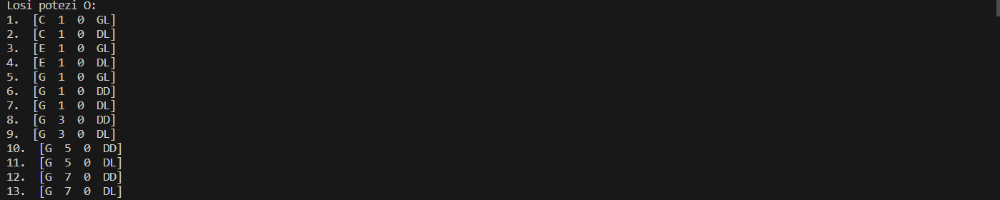 Losi potezi O:
1.  [C  1  0  GL]
2.  [C  1  0  DL]
3.  [E  1  0  GL]
4.  [E  1  0  DL]
5.  [G  1  0  GL]
6.  [G  1  0  DD]
7.  [G  1  0  DL]
8.  [G  3  0  DD]
9.  [G  3  0  DL]
10.  [G  5  0  DD]
11.  [G  5  0  DL]
12.  [G  7  0  DD]
13.  [G  7  0  DL]